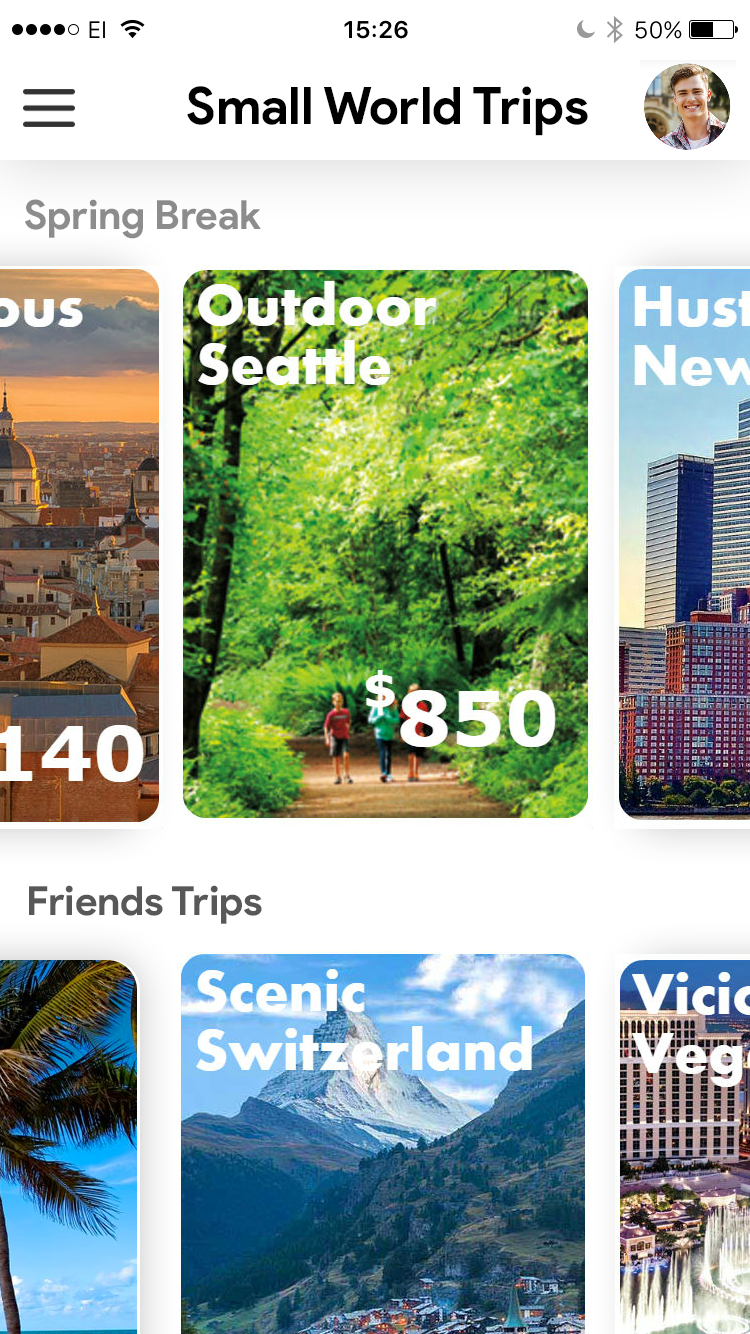 EI 15:26 50%
Small World Trips
Spring Break
ous
Outdoor
Seattle
Hust
New
140
$850
Friends Trips
Scenic
Switzerland
Vicio
Veg